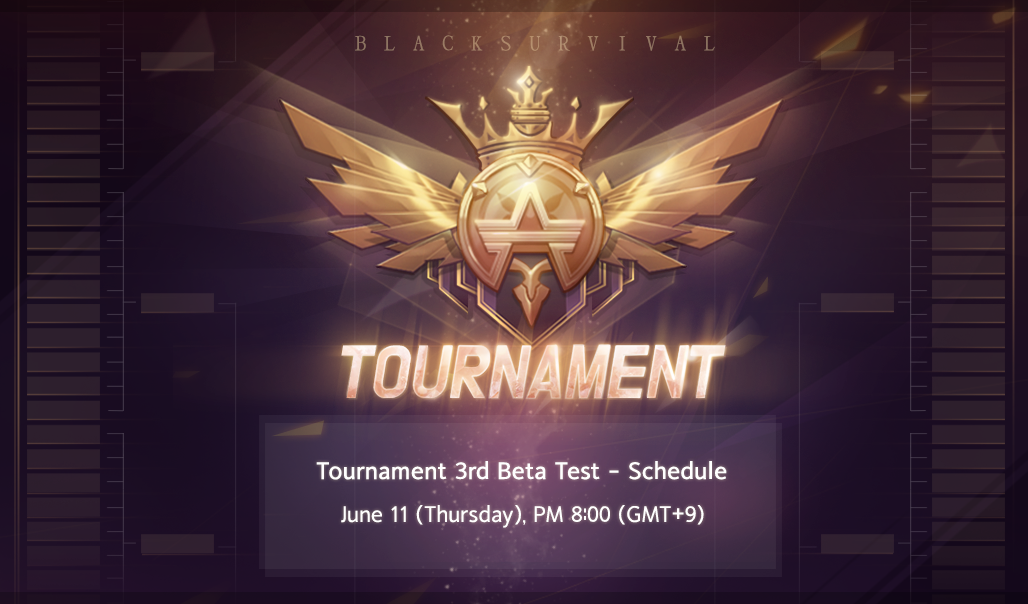 BLACKSURVIVAL
A
TOURNAMENT
Tournament 3rd Beta Test - Schedule
June 11 (Thursday), PM 8:00 (GMT+9)